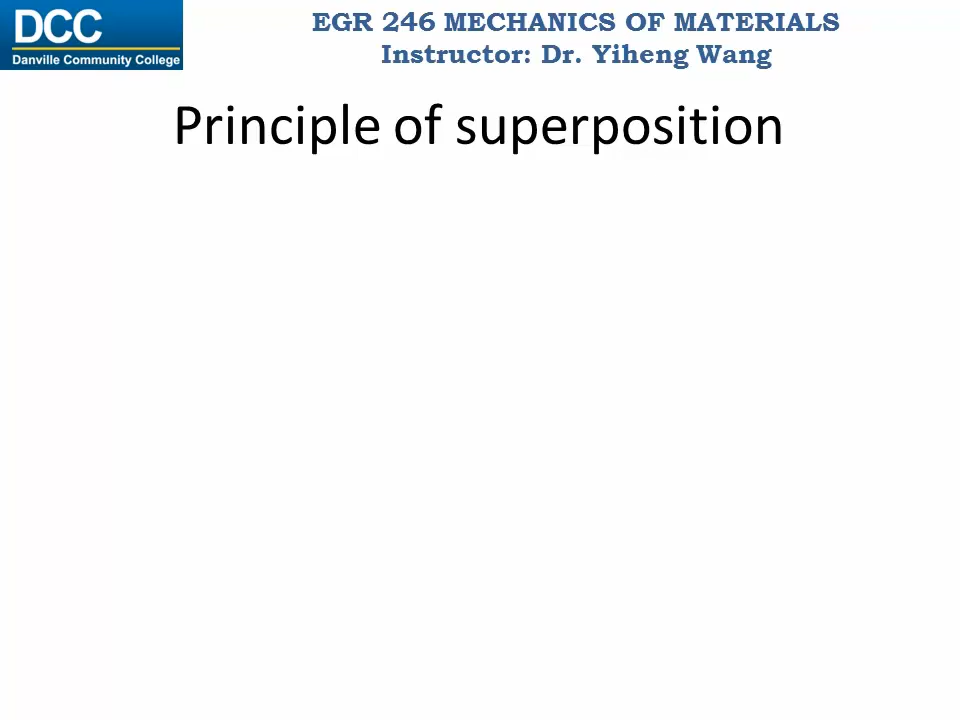 DCC
Danville Community College
EGR 246 MECHANICS OF MATERIALS
Instructor: Dr. Yiheng Wang
Principle of superposition